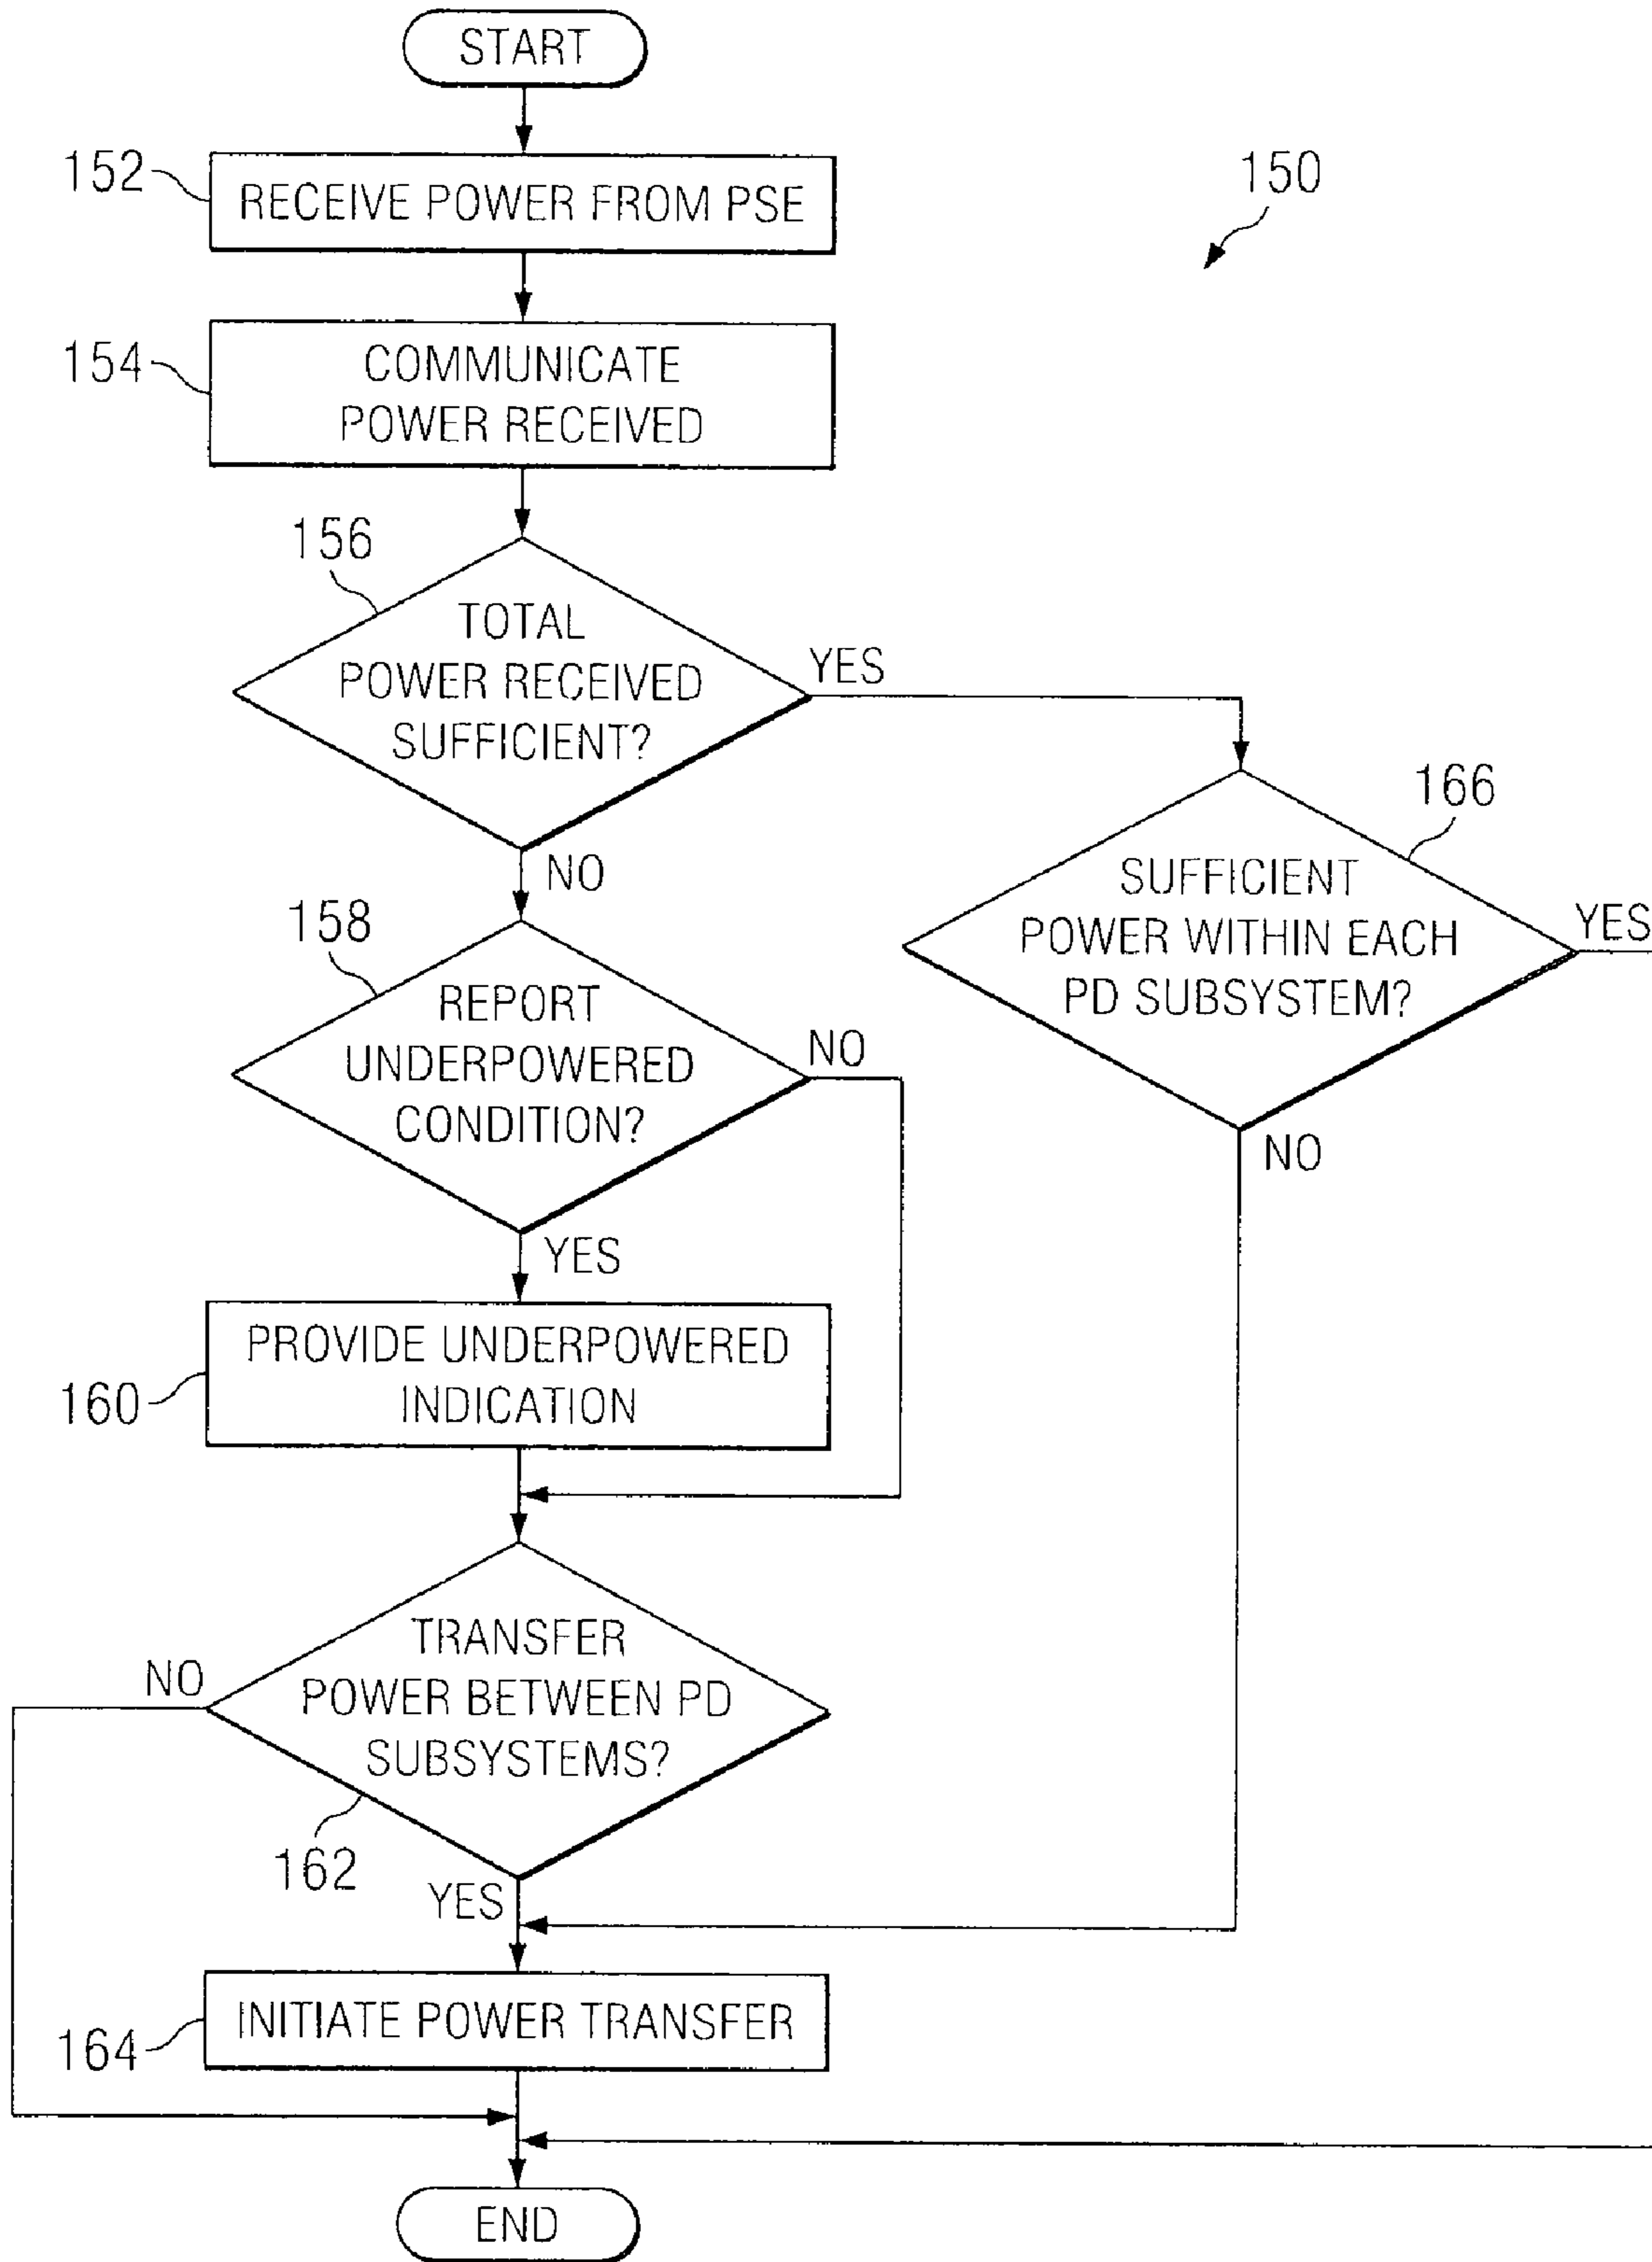 START
152
RECEIVE POWER FROM PSE
150
154
COMMUNICATE
POWER RECEIVED
156
TOTAL
POWER RECEIVED
SUFFICIENT?
YES
NO
166
SUFFICIENT
POWER WITHIN EACH
PD SUBSYSTEM?
YES
NO
158
REPORT
UNDERPOWERED
CONDITION?
NO
YES
160
PROVIDE UNDERPOWERED
INDICATION
TRANSFER
POWER BETWEEN PD
SUBSYSTEMS?
NO
162
YES
164
INITIATE POWER TRANSFER
END